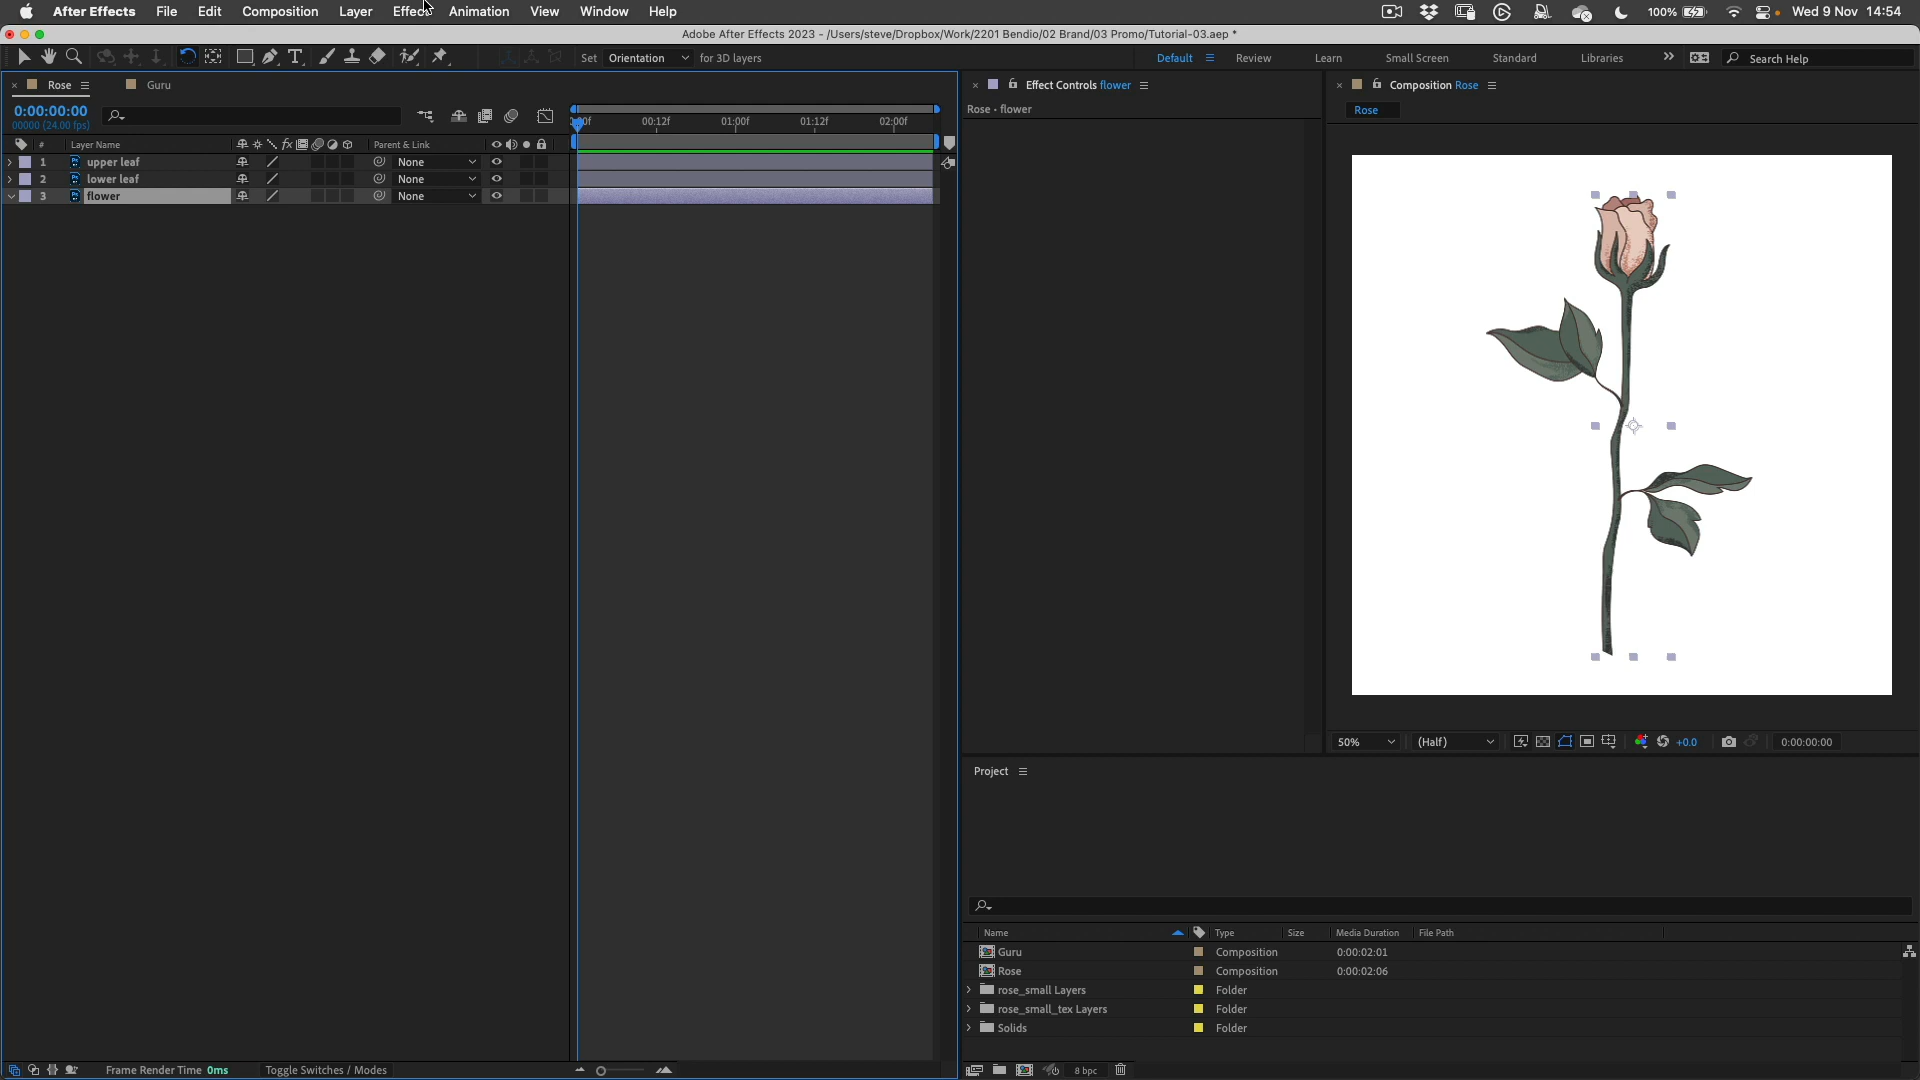 After Effects File Edit Composition Layer Effect Animation View Window Help 100% Wed 9 Nov 14:54
Adobe After Effects 2023 - /Users/steve/Dropbox/Work/2201 Bendio/02 Brand/03 Promo/Tutorial-03.aep *
Set Orientation for 3D layers Default Review Learn Small Screen Standard Libraries Search Help
Rose Guru Effect Controls flower Composition Rose
0:00:00:00 Rose • flower Rose
00000 (24.00 fps) 00:12f 01:00f 01:12f 02:00f
# Layer Name fx Parent & Link
1 upper leaf None
2 lower leaf None
3 flower None
50% (Half) +0.0 0:00:00:00
Project
Name Type Size Media Duration File Path
Guru Composition 0:00:02:01
Rose Composition 0:00:02:06
rose_small Layers Folder
rose_small_tex Layers Folder
Solids Folder
Frame Render Time 0ms Toggle Switches / Modes 8 bpc